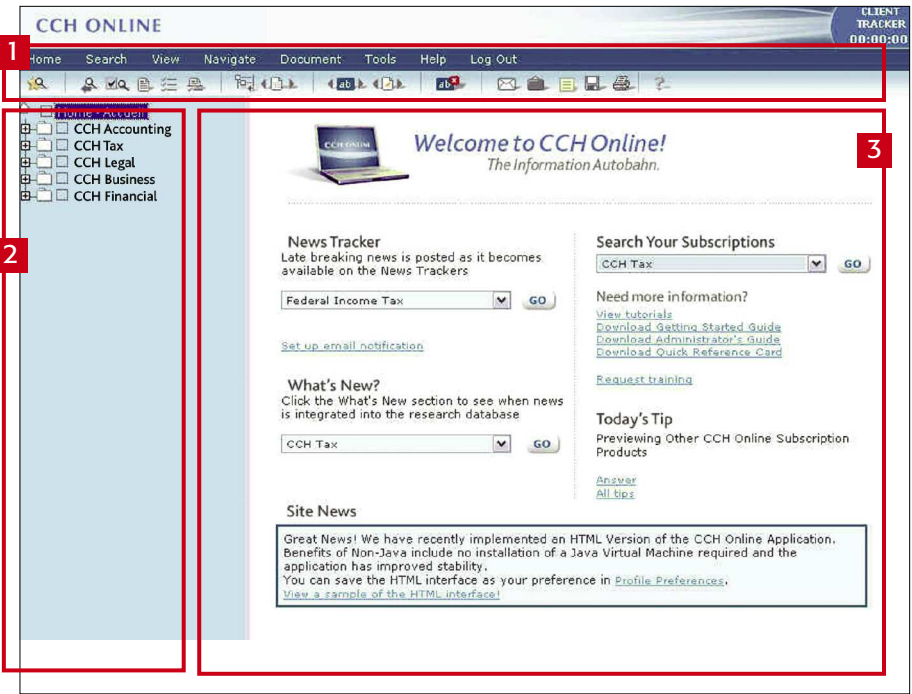 CCH ONLINE
CLIENT
TRACKER
00:00:00
1
Home Search View Navigate Document Tools Help Log Out
Home - Accueil
CCH Accounting
CCH Tax
CCH Legal
CCH Business
CCH Financial
2
3
CCH ONLINE
Welcome to CCH Online!
The Information Autobahn.
News Tracker
Late breaking news is posted as it becomes
available on the News Trackers
Federal Income Tax GO
Set up email notification
What's New?
Click the What's New section to see when news
is integrated into the research database
CCH Tax GO
Search Your Subscriptions
CCH Tax GO
Need more information?
View tutorials
Download Getting Started Guide
Download Administrator's Guide
Download Quick Reference Card
Request training
Today's Tip
Previewing Other CCH Online Subscription
Products
Answer
All tips
Site News
Great News! We have recently implemented an HTML Version of the CCH Online Application.
Benefits of Non-Java include no installation of a Java Virtual Machine required and the
application has improved stability.
You can save the HTML interface as your preference in Profile Preferences.
View a sample of the HTML interface!